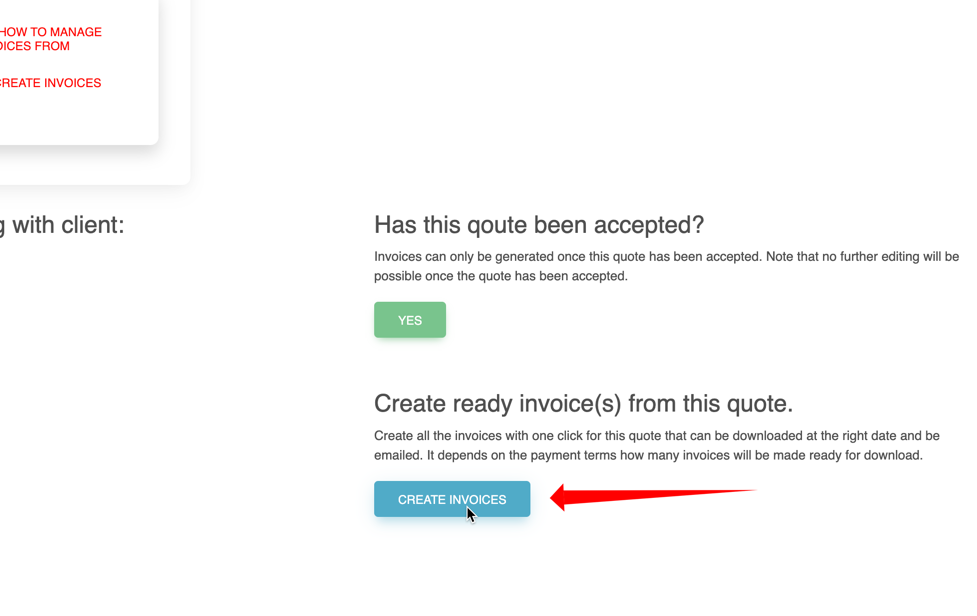 HOW TO MANAGE
OICES FROM
CREATE INVOICES
g with client:
Has this qoute been accepted?
Invoices can only be generated once this quote has been accepted. Note that no further editing will be
possible once the quote has been accepted.
YES
Create ready invoice(s) from this quote.
Create all the invoices with one click for this quote that can be downloaded at the right date and be
emailed. It depends on the payment terms how many invoices will be made ready for download.
CREATE INVOICES